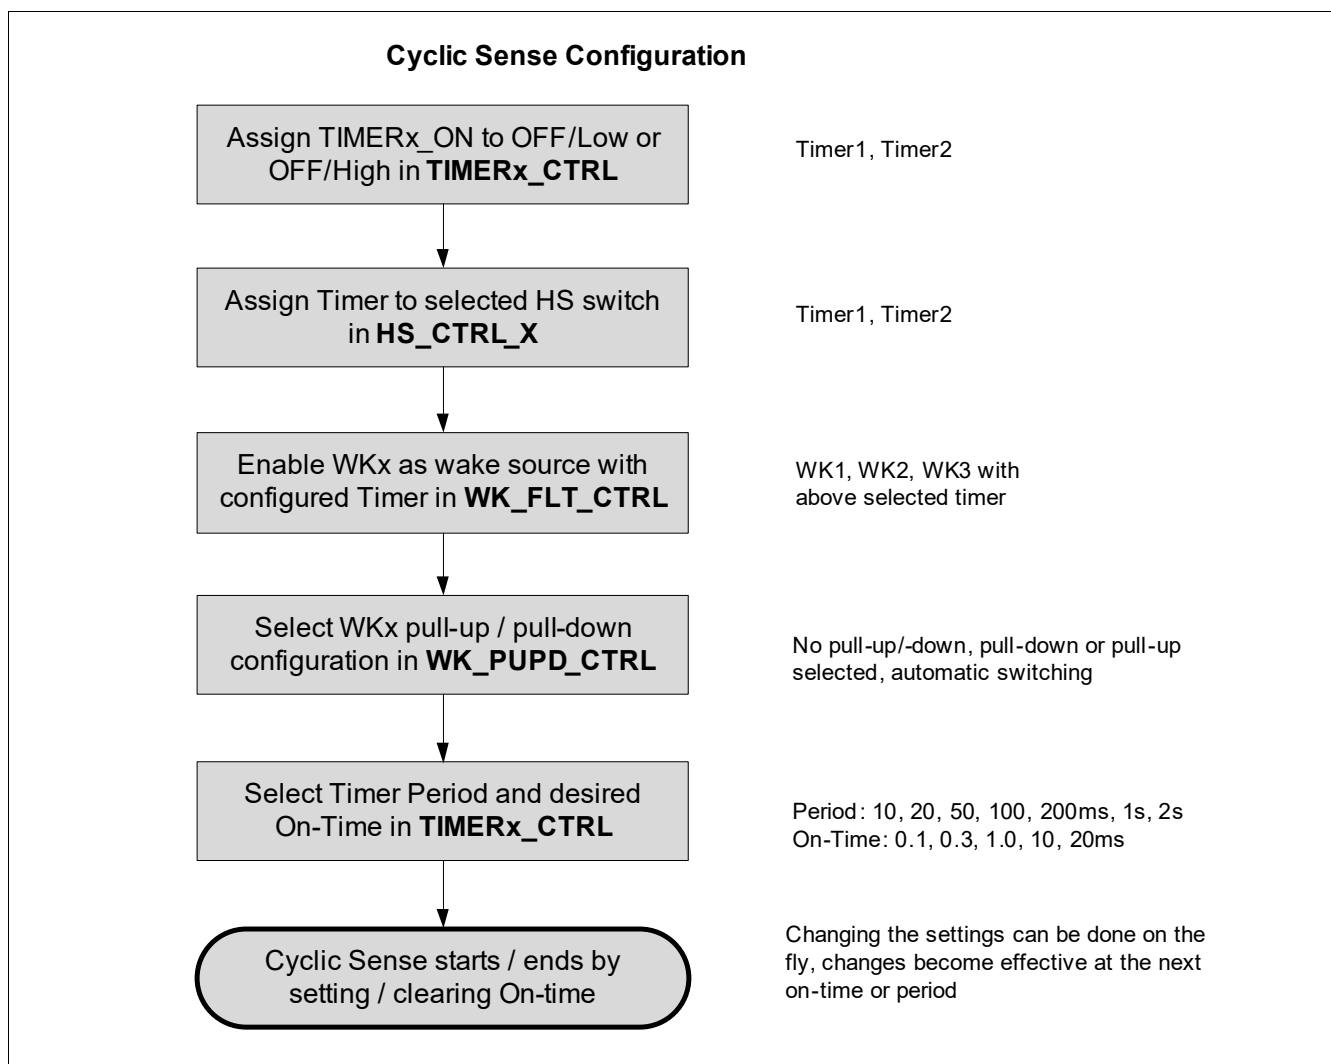 Cyclic Sense Configuration
Assign TIMERx_ON to OFF/Low or
OFF/High in TIMERx_CTRL
Timer1, Timer2
Assign Timer to selected HS switch
in HS_CTRL_X
Timer1, Timer2
Enable WKx as wake source with
configured Timer in WK_FLT_CTRL
WK1, WK2, WK3 with
above selected timer
Select WKx pull-up / pull-down
configuration in WK_PUPD_CTRL
No pull-up/-down, pull-down or pull-up
selected, automatic switching
Select Timer Period and desired
On-Time in TIMERx_CTRL
Period: 10, 20, 50, 100, 200ms, 1s, 2s
On-Time: 0.1, 0.3, 1.0, 10, 20ms
Cyclic Sense starts / ends by
setting / clearing On-time
Changing the settings can be done on the
fly, changes become effective at the next
on-time or period